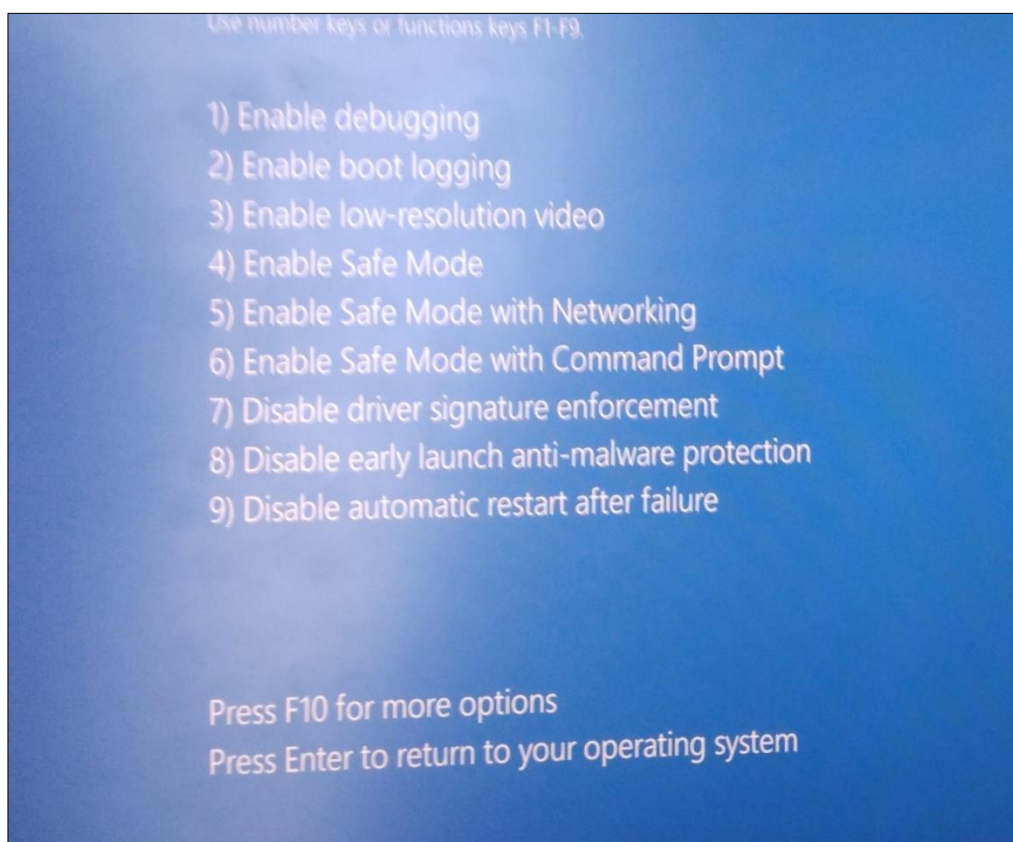 Use number keys or functions keys F1-F9.
1) Enable debugging
2) Enable boot logging
3) Enable low-resolution video
4) Enable Safe Mode
5) Enable Safe Mode with Networking
6) Enable Safe Mode with Command Prompt
7) Disable driver signature enforcement
8) Disable early launch anti-malware protection
9) Disable automatic restart after failure
Press F10 for more options
Press Enter to return to your operating system